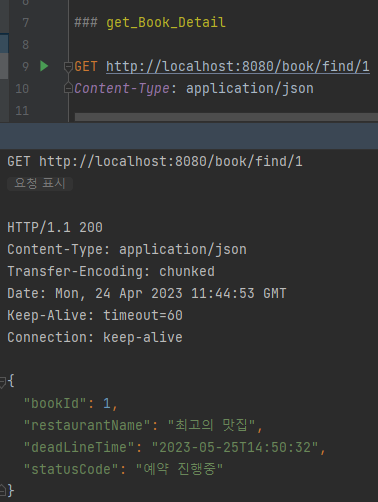 7 ### get_Book_Detail
8
9 GET http://localhost:8080/book/find/1
10 Content-Type: application/json
11
GET http://localhost:8080/book/find/1
요청 표시
HTTP/1.1 200
Content-Type: application/json
Transfer-Encoding: chunked
Date: Mon, 24 Apr 2023 11:44:53 GMT
Keep-Alive: timeout=60
Connection: keep-alive
{
"bookId": 1,
"restaurantName": "최고의 맛집",
"deadLineTime": "2023-05-25T14:50:32",
"statusCode": "예약 진행중"
}